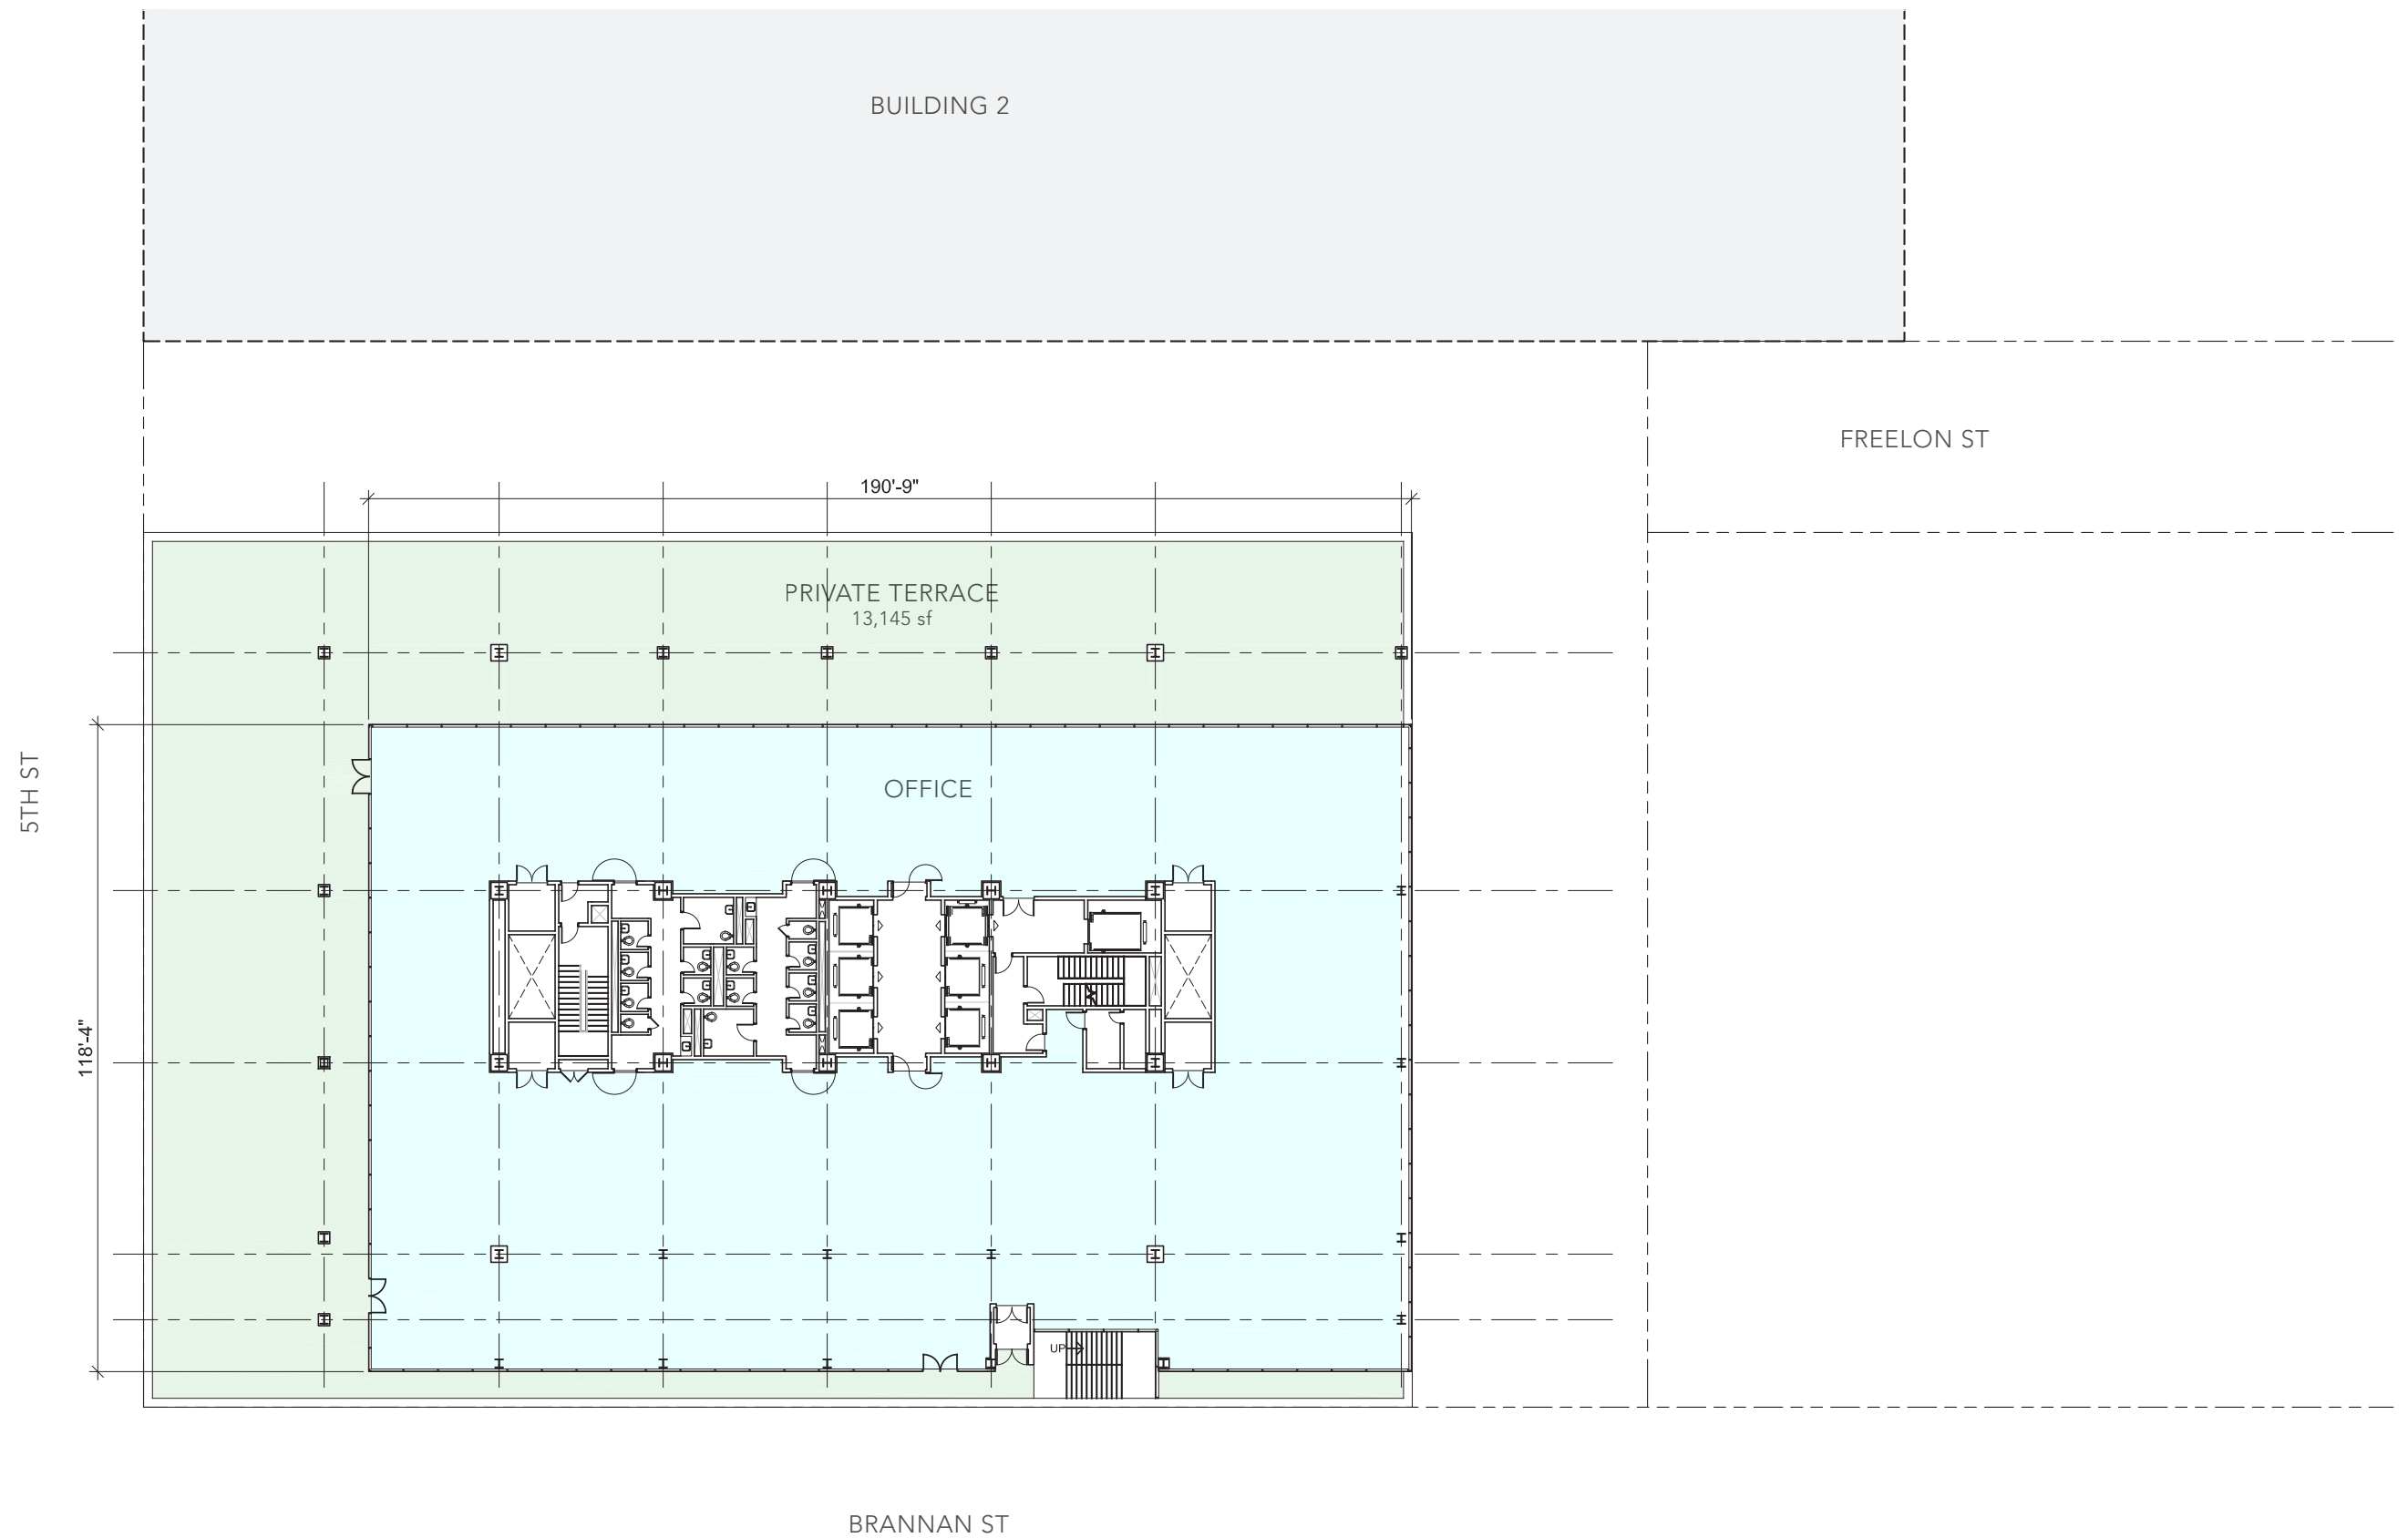 BUILDING 2
FREELON ST
190'-9"
PRIVATE TERRACE
13,145 sf
5TH ST
OFFICE
118'-4"
UP
BRANNAN ST